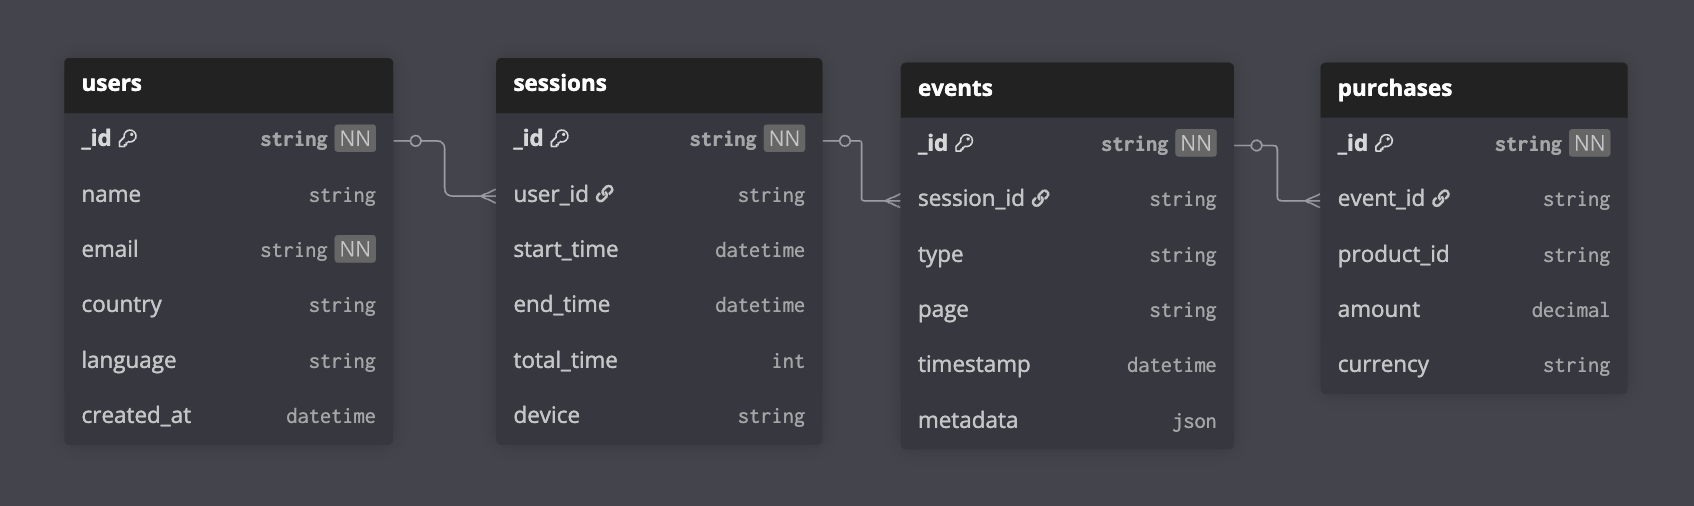 users
_id string NN
name string
email string NN
country string
language string
created_at datetime
sessions
_id string NN
user_id string
start_time datetime
end_time datetime
total_time int
device string
events
_id string NN
session_id string
type string
page string
timestamp datetime
metadata json
purchases
_id string NN
event_id string
product_id string
amount decimal
currency string